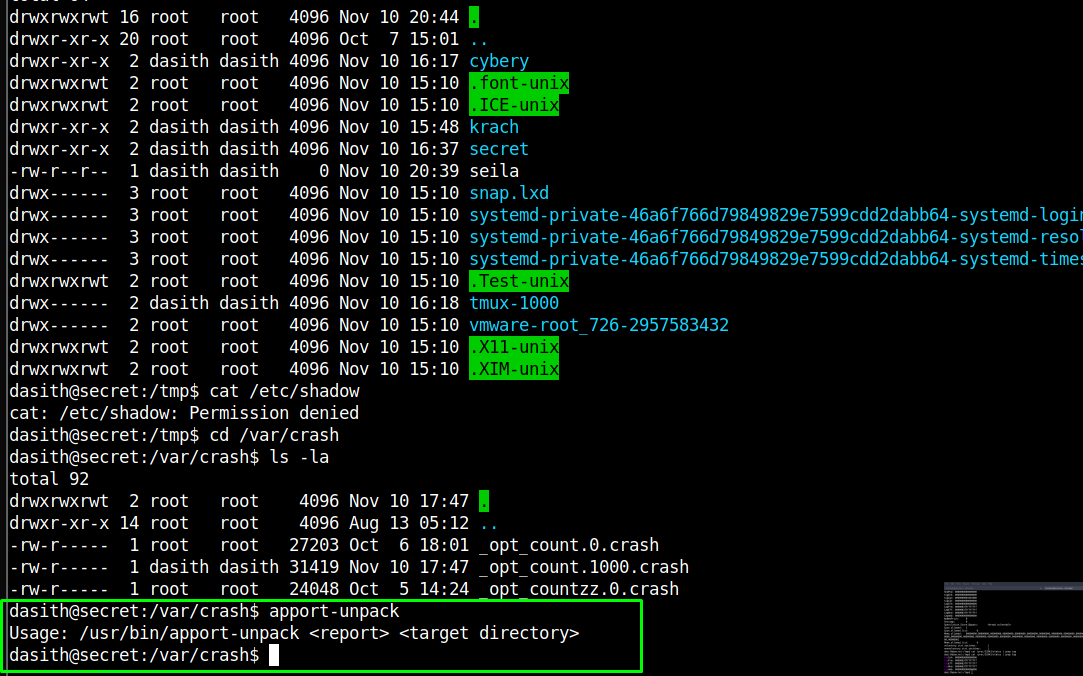 drwxrwxrwt 16 root   root   4096 Nov 10 20:44 .
drwxr-xr-x 20 root   root   4096 Oct  7 15:01 ..
drwxr-xr-x  2 dasith dasith 4096 Nov 10 16:17 cybery
drwxrwxrwt  2 root   root   4096 Nov 10 15:10 .font-unix
drwxrwxrwt  2 root   root   4096 Nov 10 15:10 .ICE-unix
drwxr-xr-x  2 dasith dasith 4096 Nov 10 15:48 krach
drwxr-xr-x  2 dasith dasith 4096 Nov 10 16:37 secret
-rw-r--r--  1 dasith dasith    0 Nov 10 20:39 seila
drwx------  3 root   root   4096 Nov 10 15:10 snap.lxd
drwx------  3 root   root   4096 Nov 10 15:10 systemd-private-46a6f766d79849829e7599cdd2dabb64-systemd-login
drwx------  3 root   root   4096 Nov 10 15:10 systemd-private-46a6f766d79849829e7599cdd2dabb64-systemd-resol
drwx------  3 root   root   4096 Nov 10 15:10 systemd-private-46a6f766d79849829e7599cdd2dabb64-systemd-times
drwxrwxrwt  2 root   root   4096 Nov 10 15:10 .Test-unix
drwx------  2 dasith dasith 4096 Nov 10 16:18 tmux-1000
drwx------  2 root   root   4096 Nov 10 15:10 vmware-root_726-2957583432
drwxrwxrwt  2 root   root   4096 Nov 10 15:10 .X11-unix
drwxrwxrwt  2 root   root   4096 Nov 10 15:10 .XIM-unix
dasith@secret:/tmp$ cat /etc/shadow
cat: /etc/shadow: Permission denied
dasith@secret:/tmp$ cd /var/crash
dasith@secret:/var/crash$ ls -la
total 92
drwxrwxrwt  2 root   root    4096 Nov 10 17:47 .
drwxr-xr-x 14 root   root    4096 Aug 13 05:12 ..
-rw-r-----  1 root   root   27203 Oct  6 18:01 _opt_count.0.crash
-rw-r-----  1 dasith dasith 31419 Nov 10 17:47 _opt_count.1000.crash
-rw-r-----  1 root   root   24048 Oct  5 14:24 _opt_countzz.0.crash
dasith@secret:/var/crash$ apport-unpack
Usage: /usr/bin/apport-unpack <report> <target directory>
dasith@secret:/var/crash$